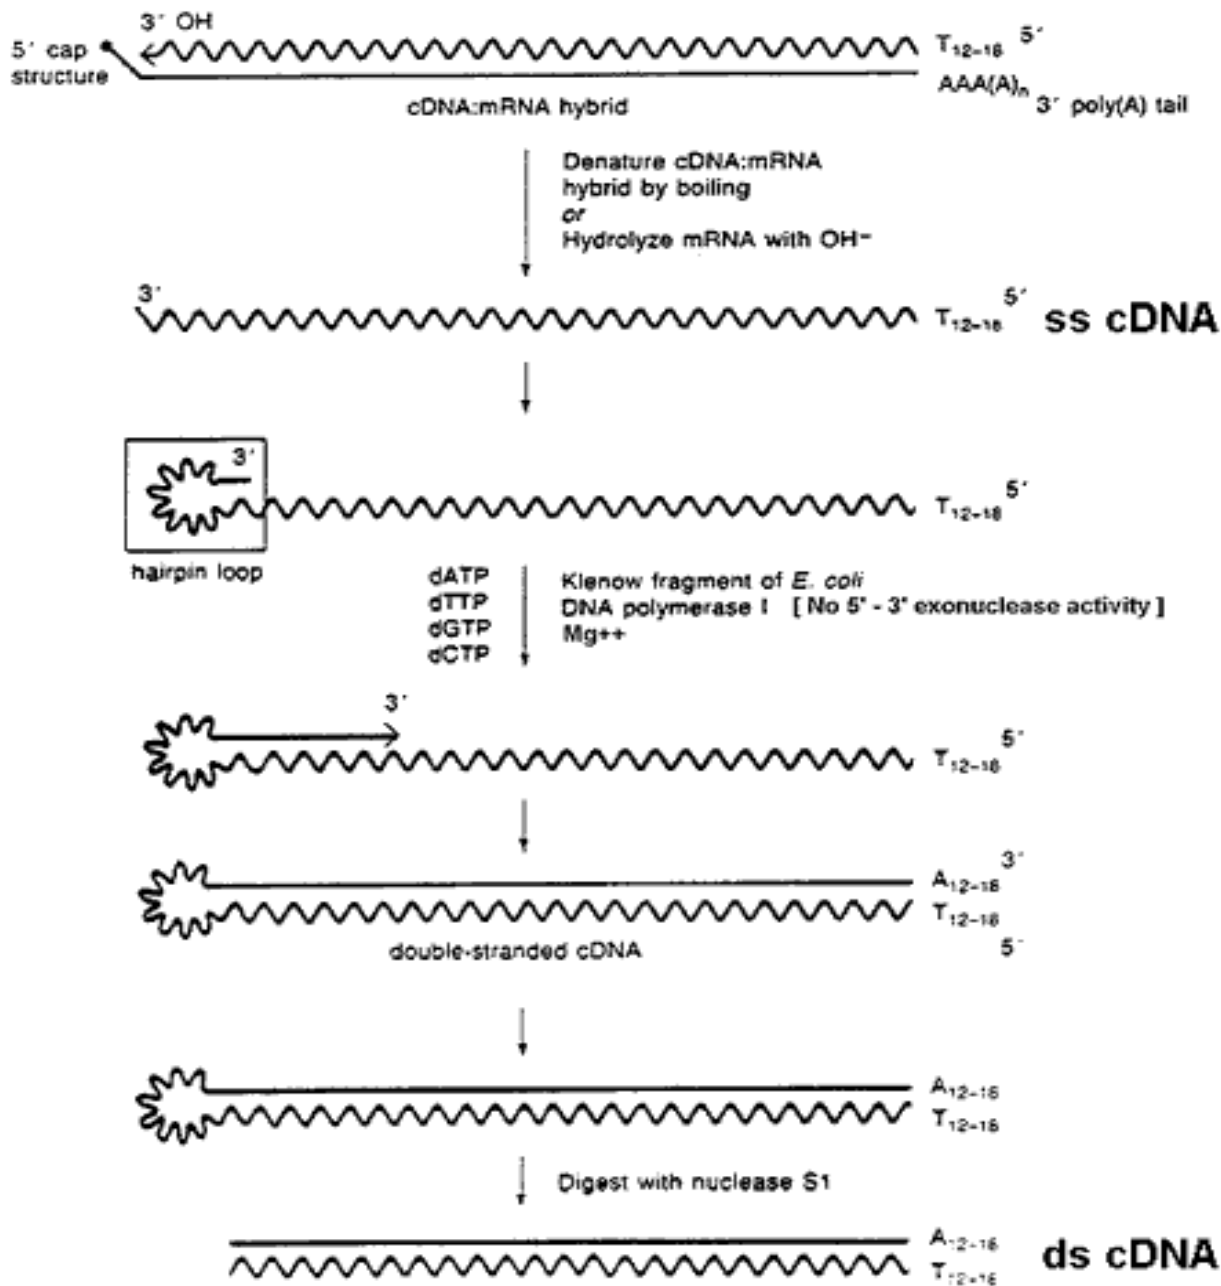 3´ OH
5´ cap
structure
T12-18 5´
AAA(A)n
3´ poly(A) tail
cDNA:mRNA hybrid
Denature cDNA:mRNA
hybrid by boiling
or
Hydrolyze mRNA with OH−
3´
T12-18 5´
ss cDNA
3´
T12-18 5´
hairpin loop
dATP
dTTP
dGTP
dCTP
Klenow fragment of E. coli
DNA polymerase I [ No 5' - 3' exonuclease activity ]
Mg++
3´
T12-18 5´
A12-18 3´
T12-18
5´
double-stranded cDNA
A12-18
T12-18
Digest with nuclease S1
A12-18
T12-18
ds cDNA